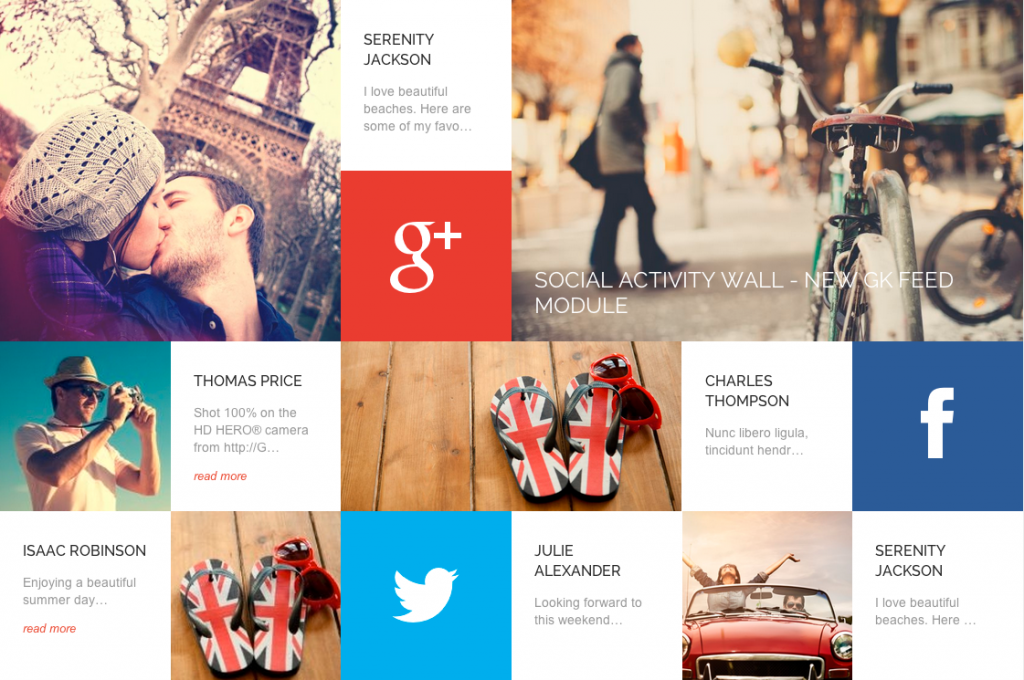 SERENITY
JACKSON
I love beautiful
beaches. Here are
some of my favo...
g+
SOCIAL ACTIVITY WALL - NEW GK FEED
MODULE
THOMAS PRICE
Shot 100% on the
HD HERO® camera
from http://G...
read more
CHARLES
THOMPSON
Nunc libero ligula,
tincidunt hendr...
f
ISAAC ROBINSON
Enjoying a beautiful
summer day...
read more
JULIE
ALEXANDER
Looking forward to
this weekend...
SERENITY
JACKSON
I love beautiful
beaches. Here ...